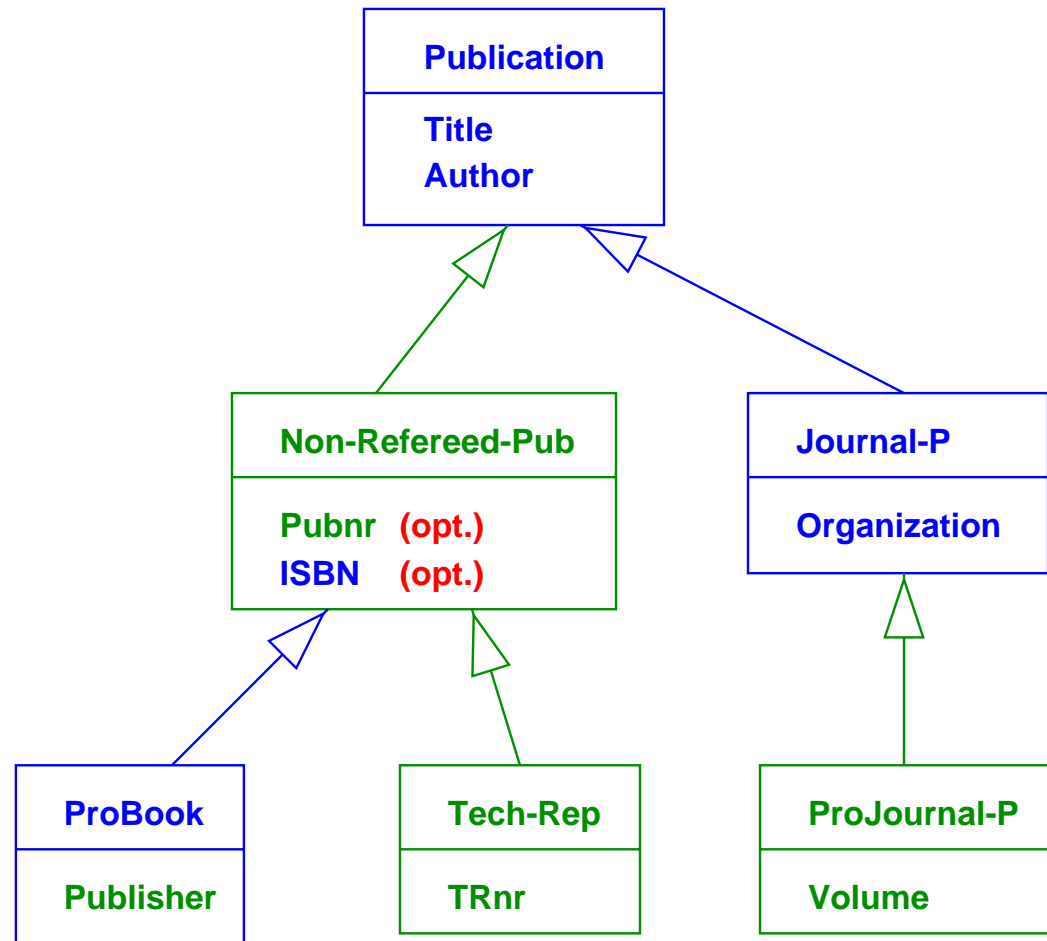 Publication
Title
Author
Non-Refereed-Pub
Pubnr (opt.)
ISBN (opt.)
Journal-P
Organization
ProBook
Publisher
Tech-Rep
TRnr
ProJournal-P
Volume